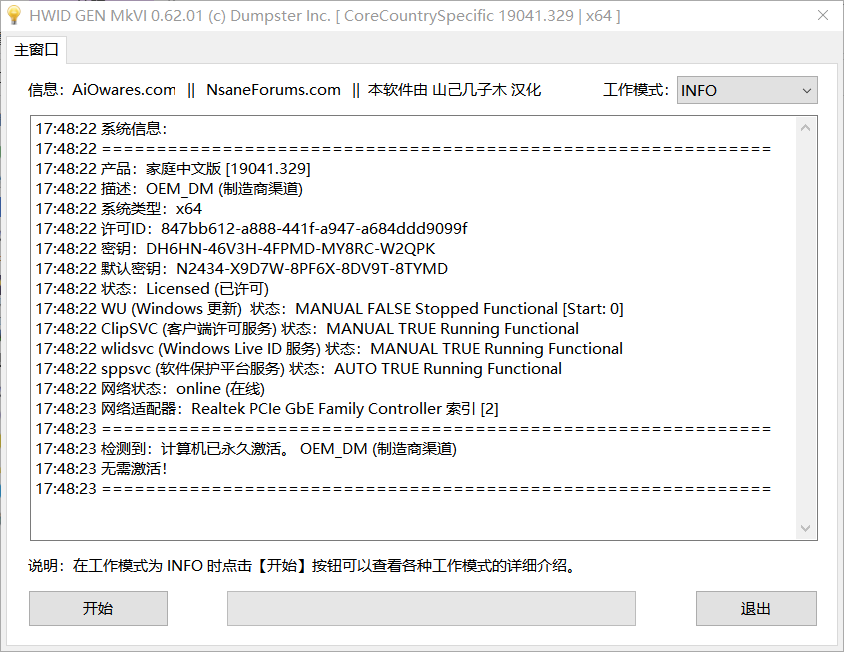 HWID GEN MkVI 0.62.01 (c) Dumpster Inc. [ CoreCountrySpecific 19041.329 | x64 ]
主窗口
信息：AiOwares.com || NsaneForums.com || 本软件由 山己几子木 汉化 工作模式： INFO
17:48:22 系统信息：
17:48:22 =============================================================
17:48:22 产品：家庭中文版 [19041.329]
17:48:22 描述：OEM_DM (制造商渠道)
17:48:22 系统类型：x64
17:48:22 许可ID：847bb612-a888-441f-a947-a684ddd9099f
17:48:22 密钥：DH6HN-46V3H-4FPMD-MY8RC-W2QPK
17:48:22 默认密钥：N2434-X9D7W-8PF6X-8DV9T-8TYMD
17:48:22 状态：Licensed (已许可)
17:48:22 WU (Windows 更新) 状态：MANUAL FALSE Stopped Functional [Start: 0]
17:48:22 ClipSVC (客户端许可服务) 状态：MANUAL TRUE Running Functional
17:48:22 wlidsvc (Windows Live ID 服务) 状态：MANUAL TRUE Running Functional
17:48:22 sppsvc (软件保护平台服务) 状态：AUTO TRUE Running Functional
17:48:22 网络状态：online (在线)
17:48:23 网络适配器：Realtek PCIe GbE Family Controller 索引 [2]
17:48:23 =============================================================
17:48:23 检测到：计算机已永久激活。 OEM_DM (制造商渠道)
17:48:23 无需激活！
17:48:23 =============================================================
说明：在工作模式为 INFO 时点击【开始】按钮可以查看各种工作模式的详细介绍。
开始 退出